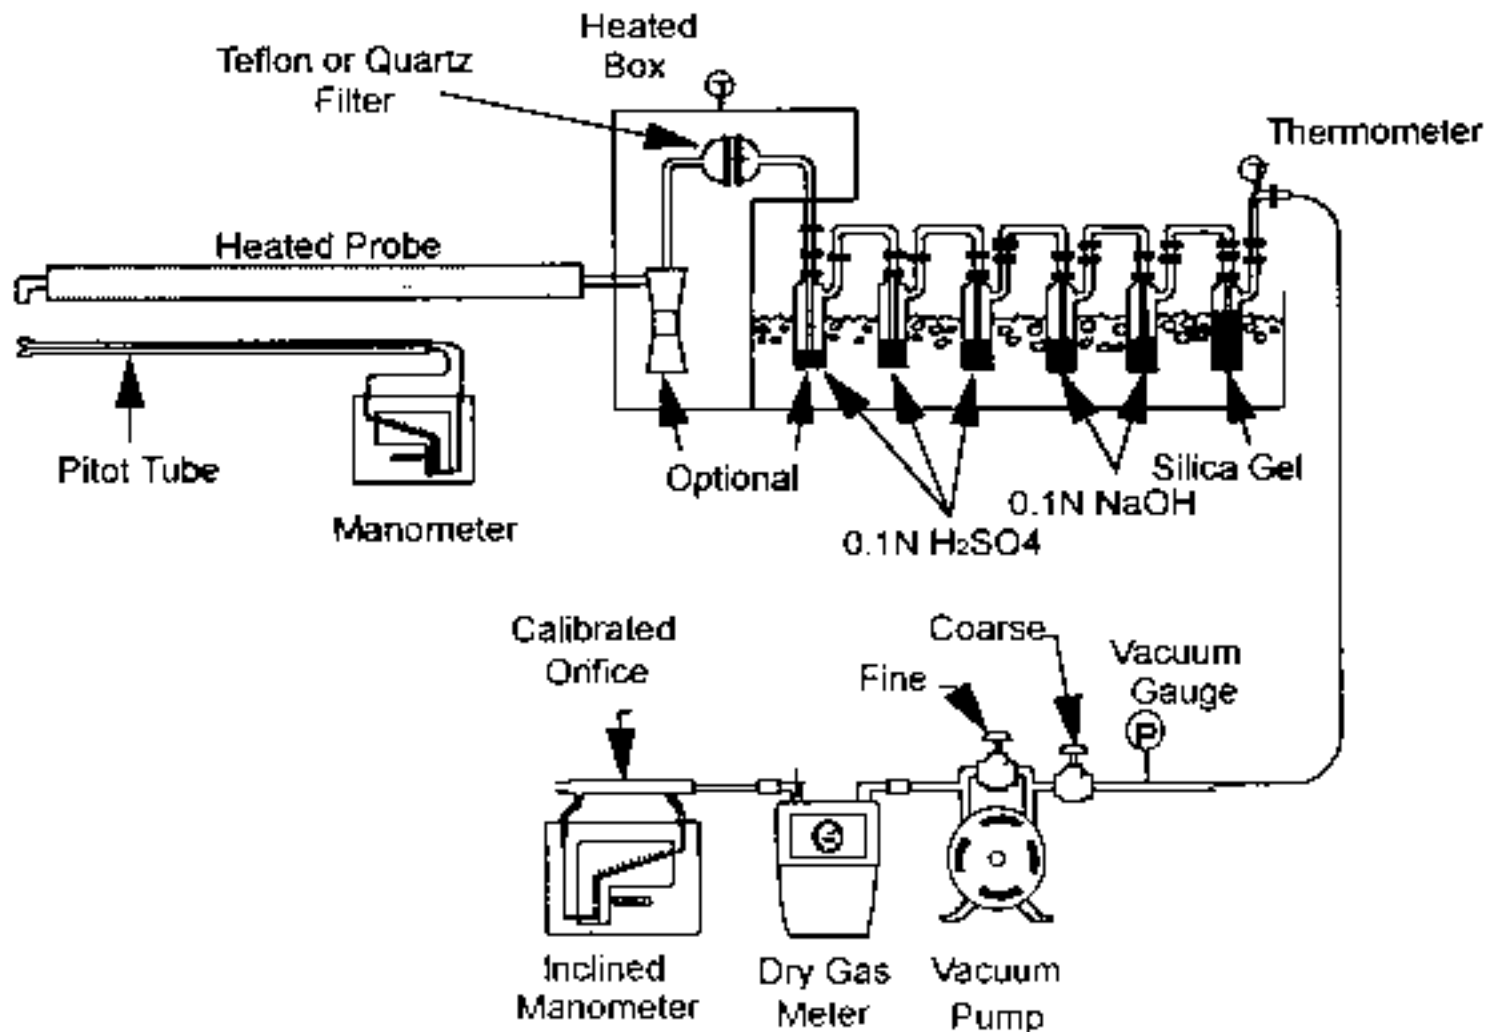 Heated
Box
Teflon or Quartz
Filter
T
Thermometer
T
Heated Probe
Pitot Tube
Manometer
Optional
Silica Gel
0.1N NaOH
0.1N H₂SO4
Calibrated
Orifice
Coarse
Fine
Vacuum
Gauge
P
Inclined
Manometer
Dry Gas
Meter
Vacuum
Pump